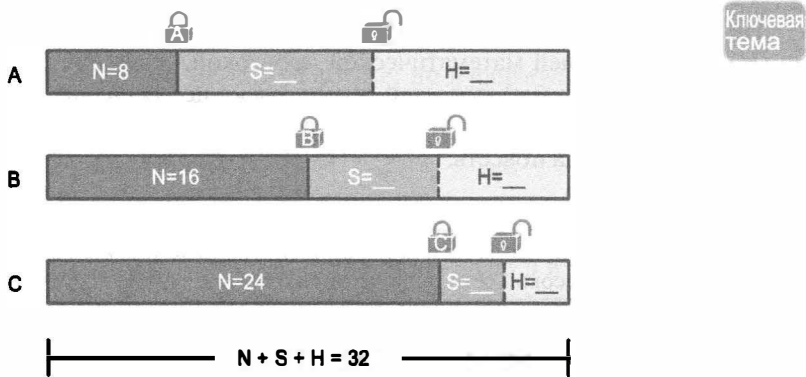 Ключевая
тема
A
A N=8 S=__ H=__
B
B N=16 S=__ H=__
C
C N=24 S=__ H=__
N + S + H = 32